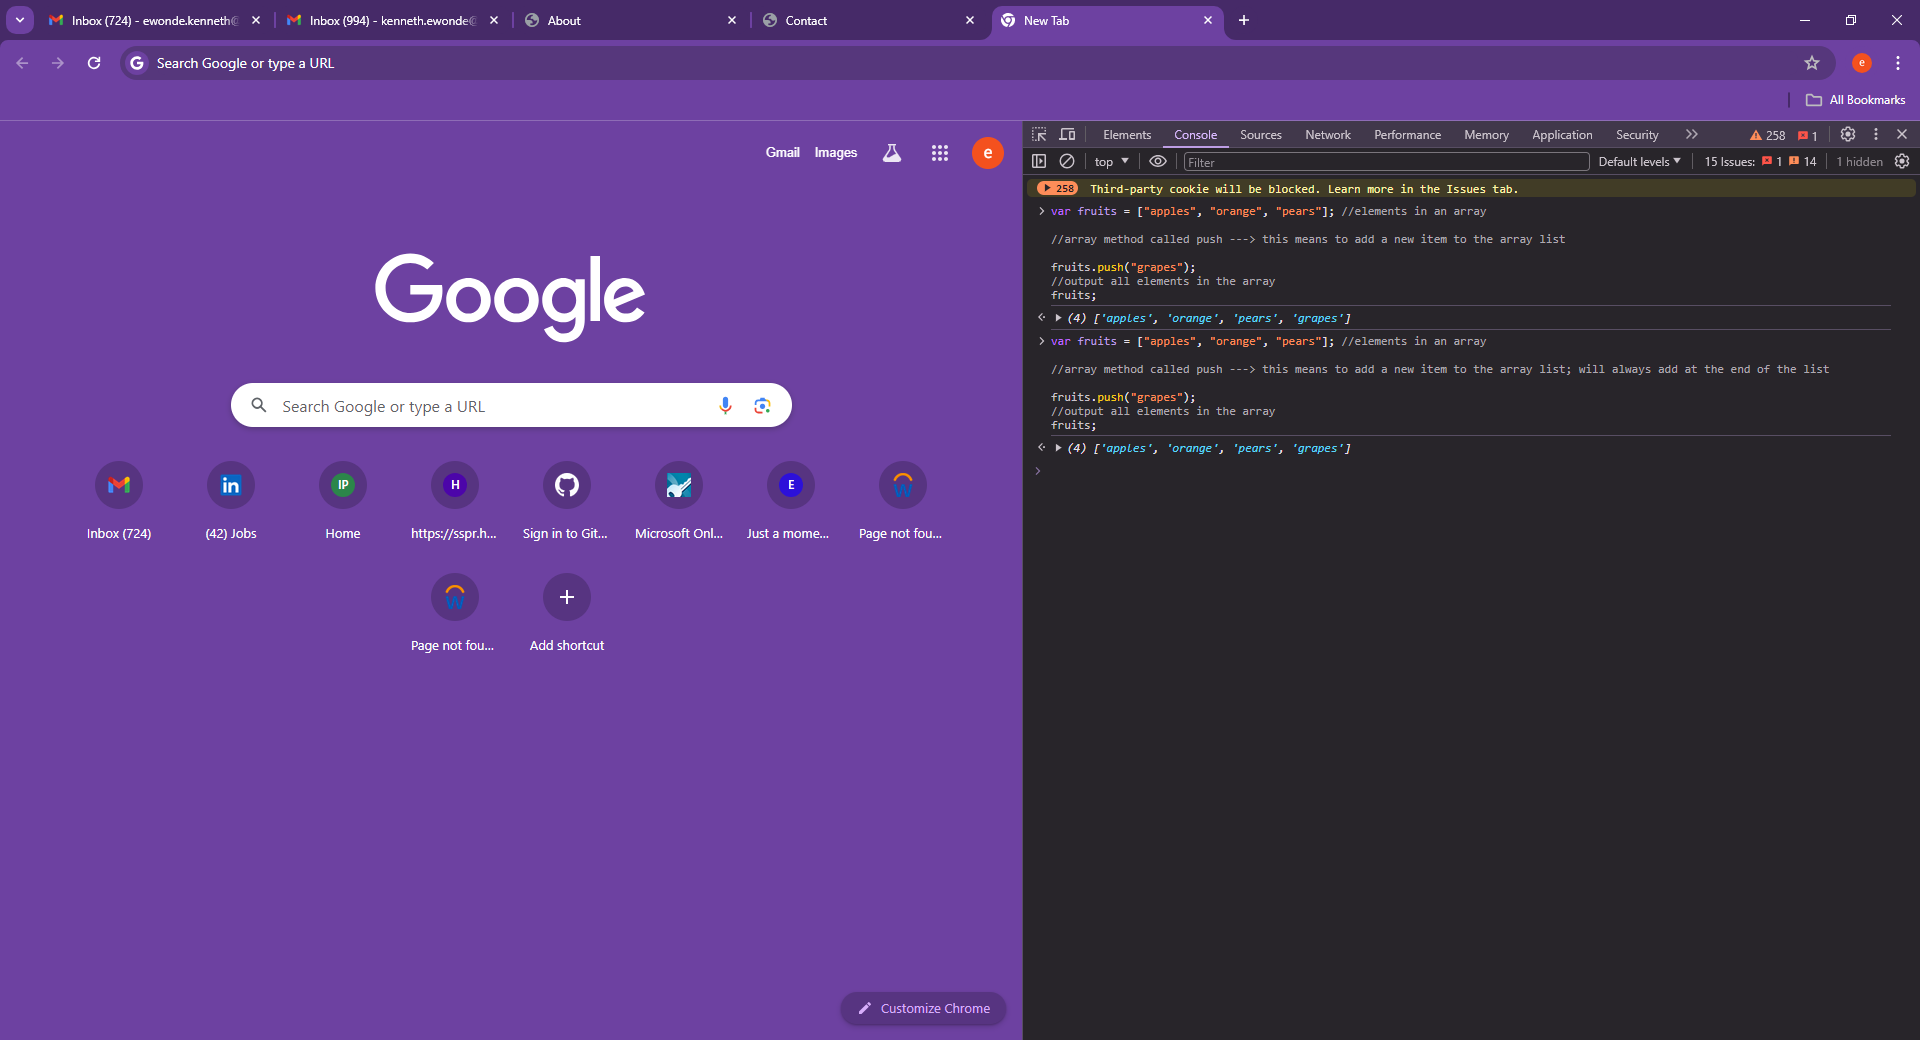 Inbox (724) - ewonde.kenneth@
Inbox (994) - kenneth.ewonde@
About
Contact
New Tab
Search Google or type a URL
e
All Bookmarks
Gmail Images
e
Google
Search Google or type a URL
Inbox (724)
(42) Jobs
IP
Home
H
https://sspr.h...
Sign in to Git...
Microsoft Onl...
E
Just a mome...
Page not fou...
Page not fou...
Add shortcut
Customize Chrome
Elements Console Sources Network Performance Memory Application Security 258 1
top Filter Default levels 15 Issues: 1 14 1 hidden
258 Third-party cookie will be blocked. Learn more in the Issues tab.
var fruits = ["apples", "orange", "pears"]; //elements in an array
//array method called push ---> this means to add a new item to the array list
fruits.push("grapes");
//output all elements in the array
fruits;
(4) ['apples', 'orange', 'pears', 'grapes']
var fruits = ["apples", "orange", "pears"]; //elements in an array
//array method called push ---> this means to add a new item to the array list; will always add at the end of the list
fruits.push("grapes");
//output all elements in the array
fruits;
(4) ['apples', 'orange', 'pears', 'grapes']